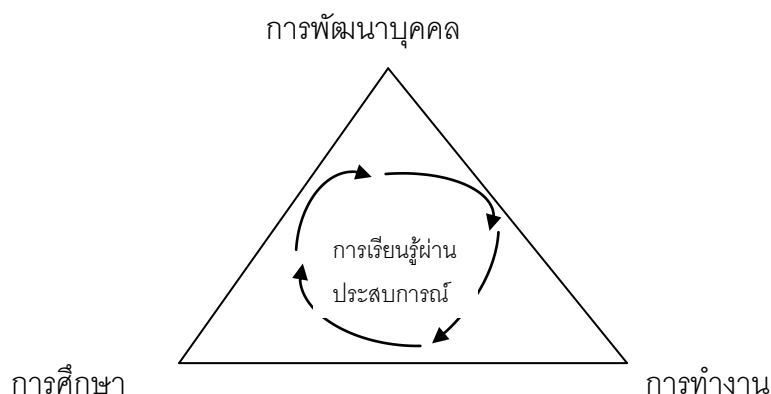 การพัฒนาบุคคล
การเรียนรู้ผ่าน
ประสบการณ์
การศึกษา
การทำงาน